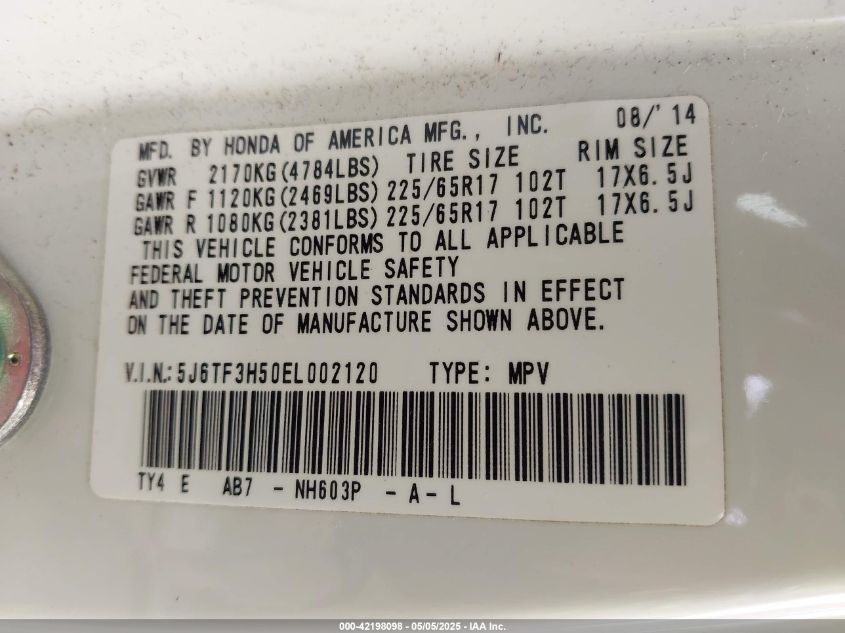 MFD. BY HONDA OF AMERICA MFG., INC. 08/'14
GVWR 2170KG(4784LBS) TIRE SIZE RIM SIZE
GAWR F 1120KG(2469LBS) 225/65R17 102T 17X6.5J
GAWR R 1080KG(2381LBS) 225/65R17 102T 17X6.5J
THIS VEHICLE CONFORMS TO ALL APPLICABLE
FEDERAL MOTOR VEHICLE SAFETY
AND THEFT PREVENTION STANDARDS IN EFFECT
ON THE DATE OF MANUFACTURE SHOWN ABOVE.
V.I.N.: 5J6TF3H50EL002120 TYPE: MPV
TY4 E AB7 - NH603P - A - L
000-42198098 - 05/05/2025 - IAA Inc.